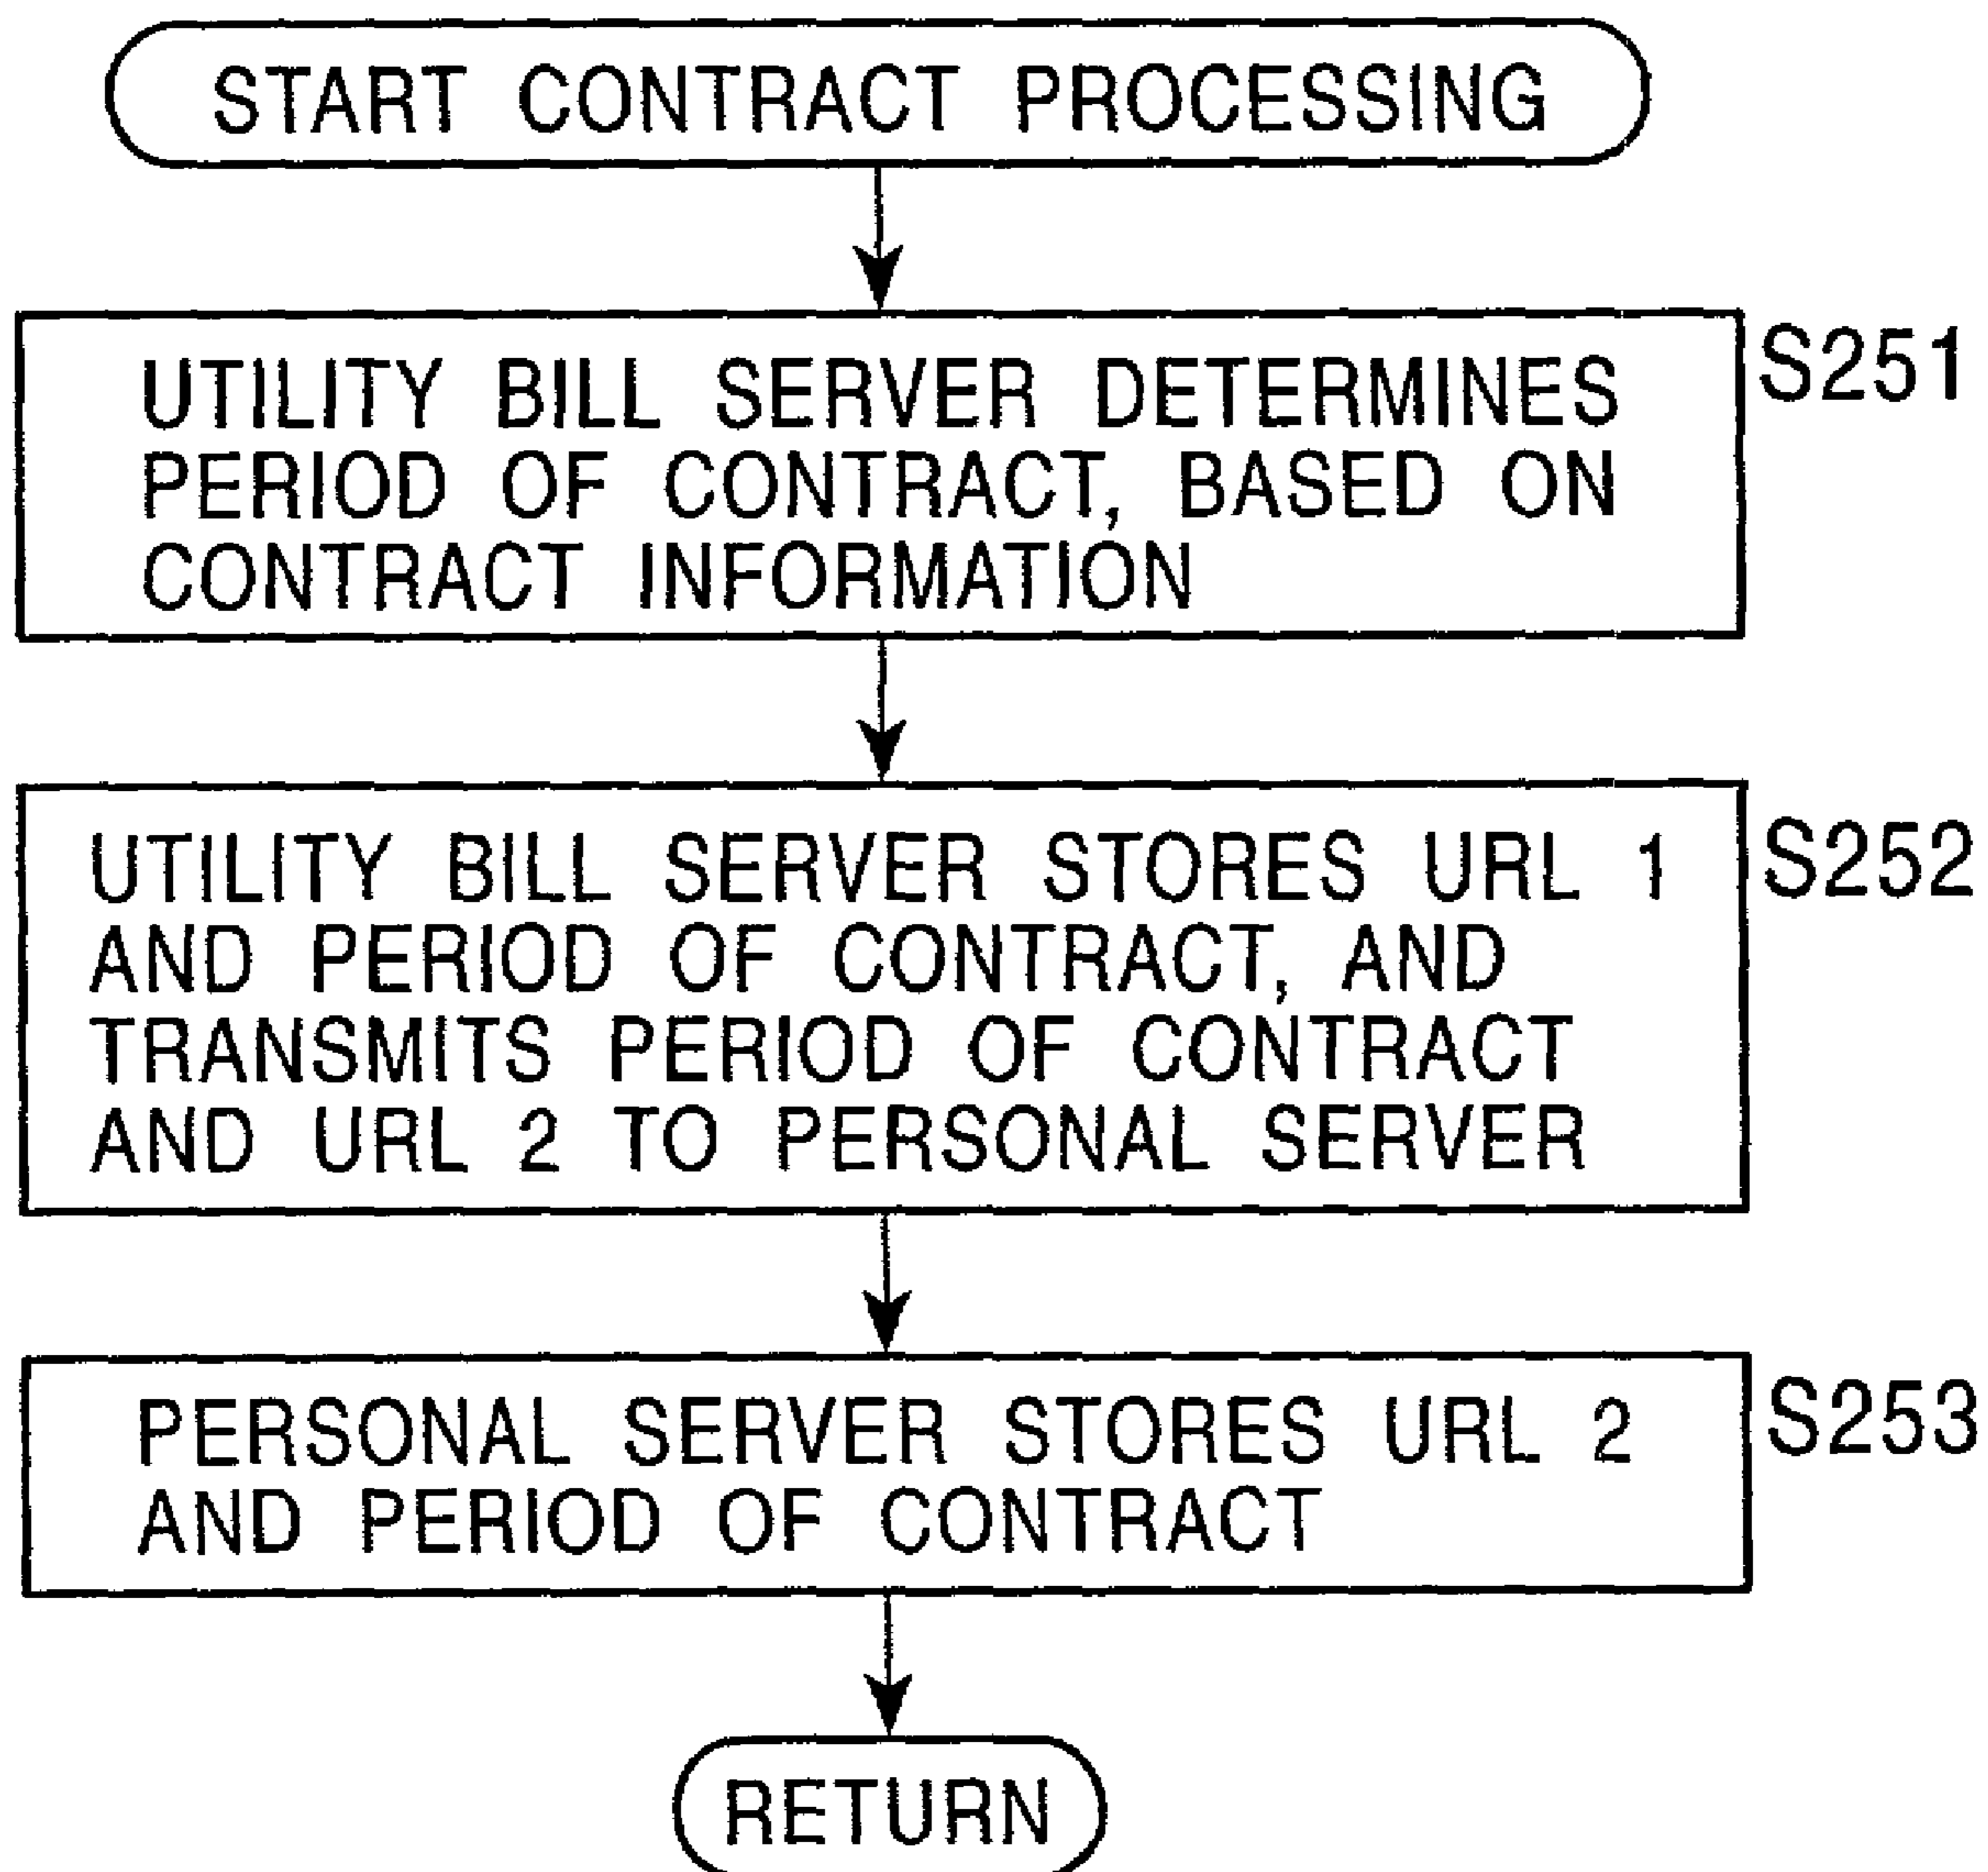 START CONTRACT PROCESSING
UTILITY BILL SERVER DETERMINES
PERIOD OF CONTRACT, BASED ON
CONTRACT INFORMATION
S251
UTILITY BILL SERVER STORES URL 1
AND PERIOD OF CONTRACT, AND
TRANSMITS PERIOD OF CONTRACT
AND URL 2 TO PERSONAL SERVER
S252
PERSONAL SERVER STORES URL 2
AND PERIOD OF CONTRACT
S253
RETURN